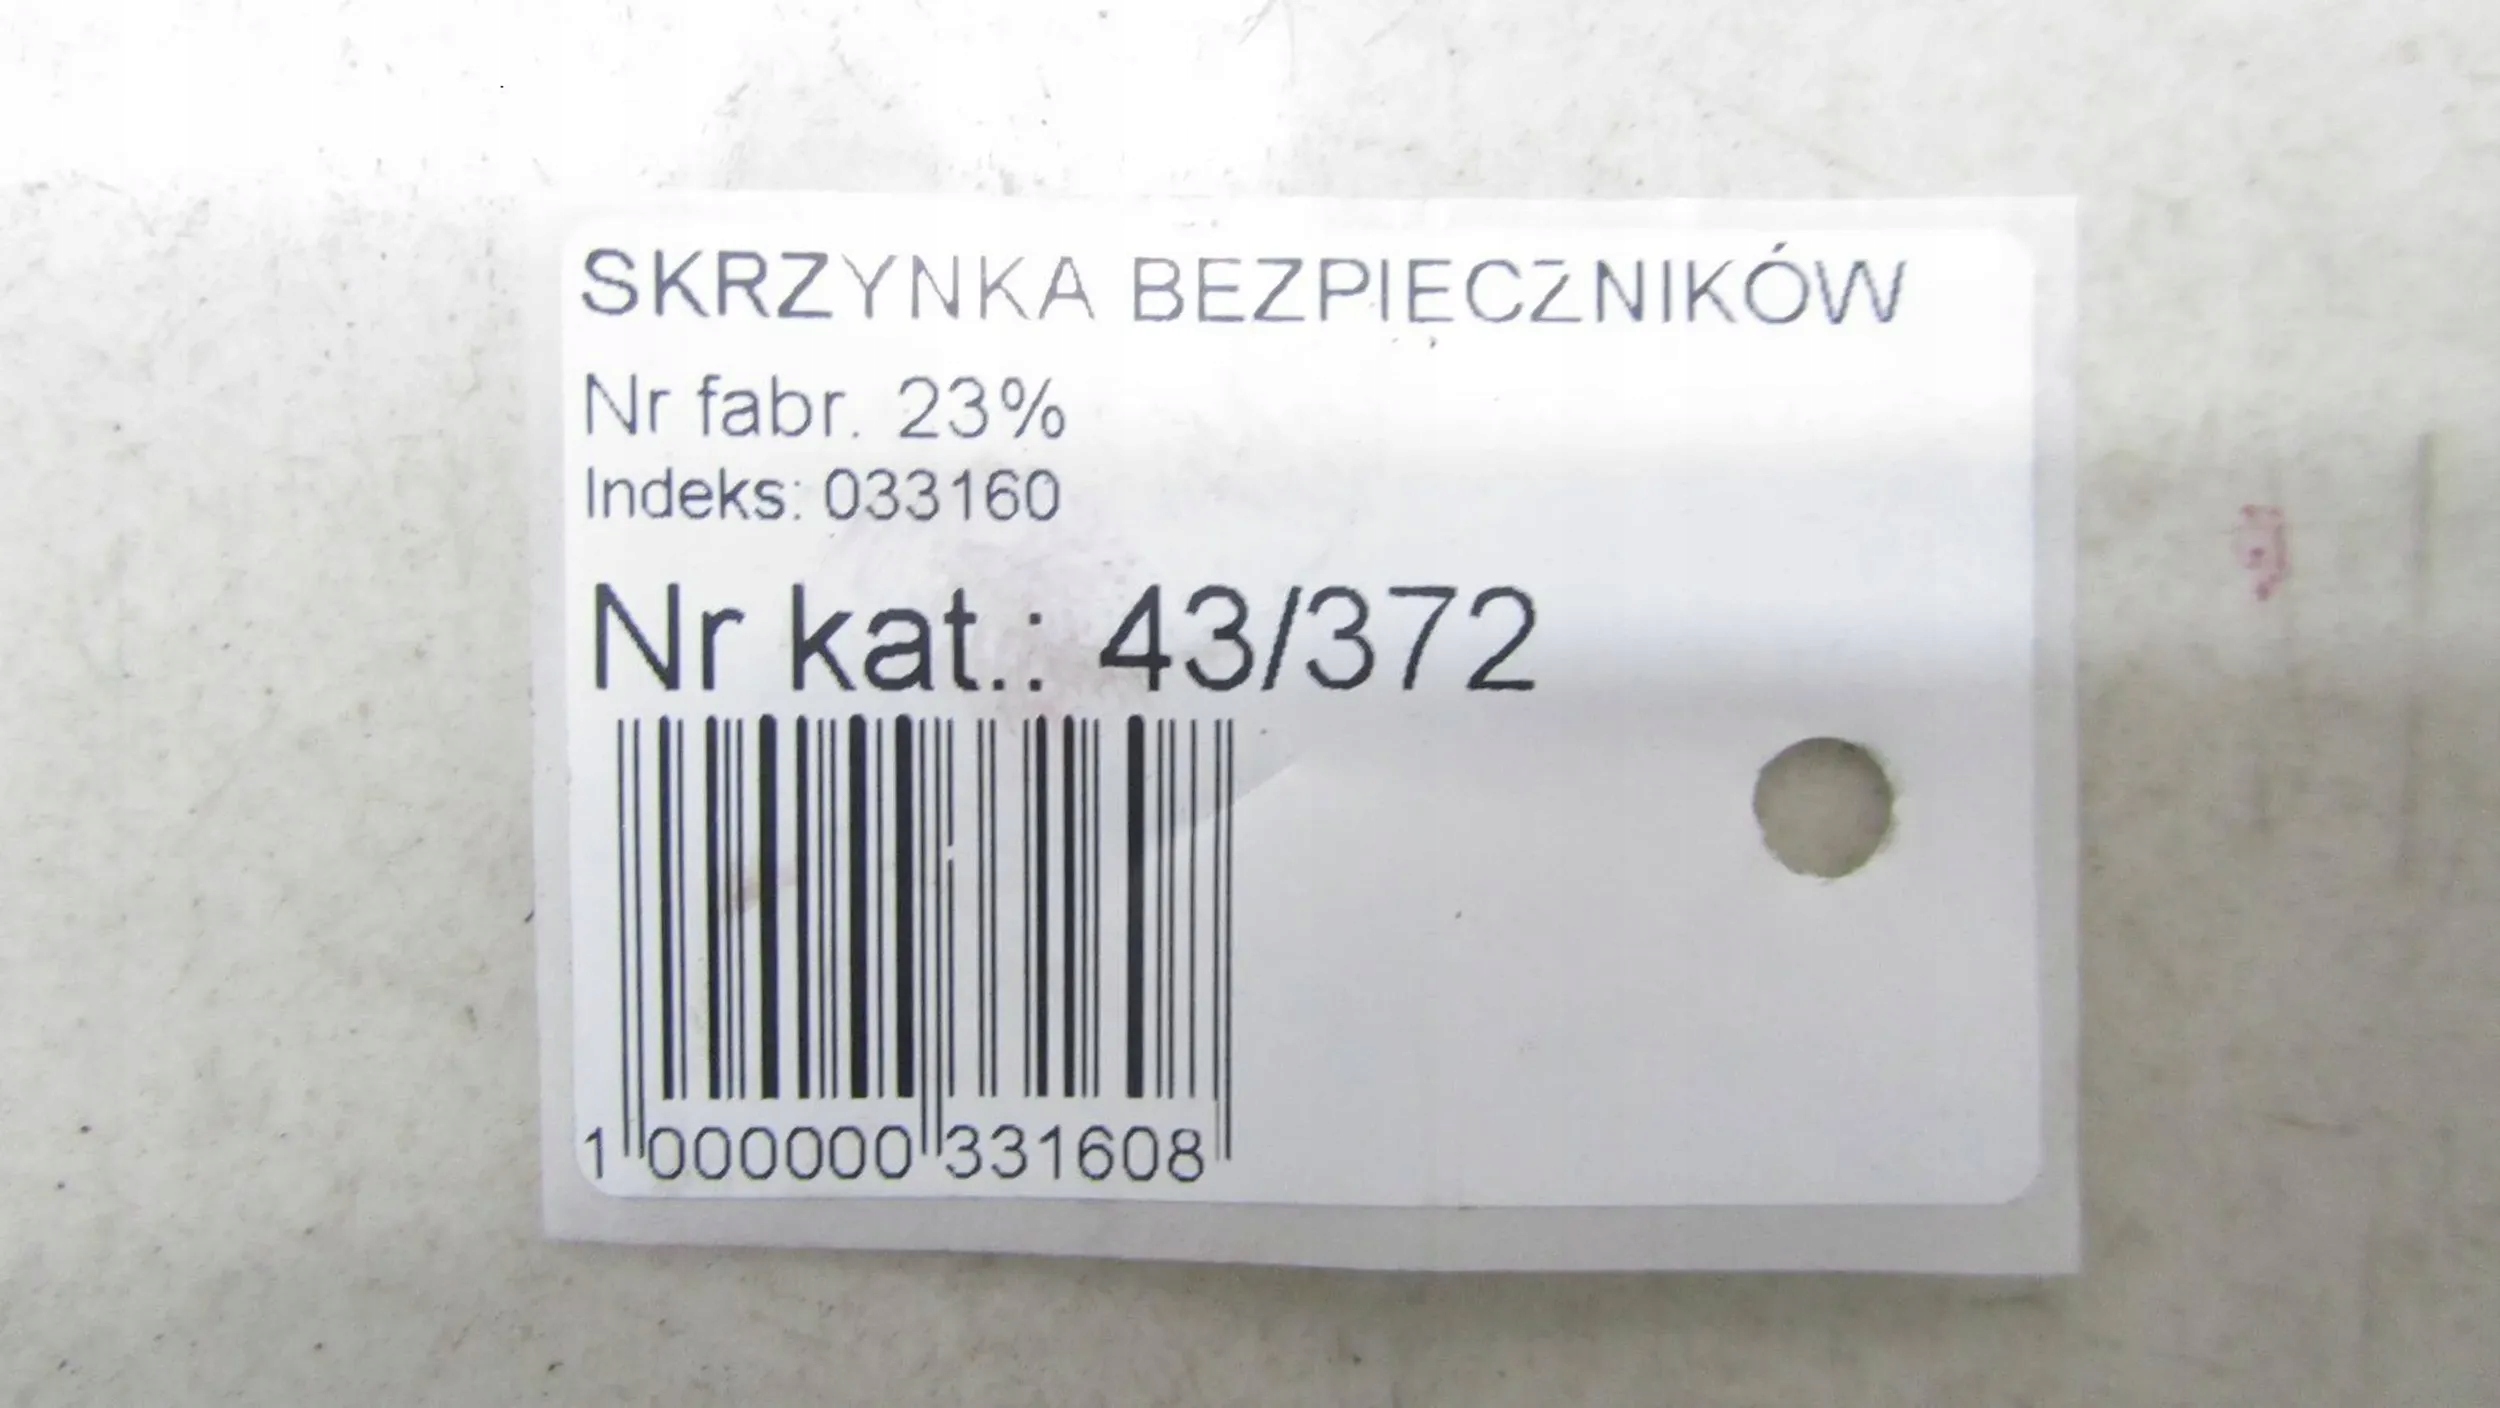 SKRZYNKA BEZPIECZNIKÓW
Nr fabr. 23%
Indeks: 033160
Nr kat.: 43/372
1 000000 331608